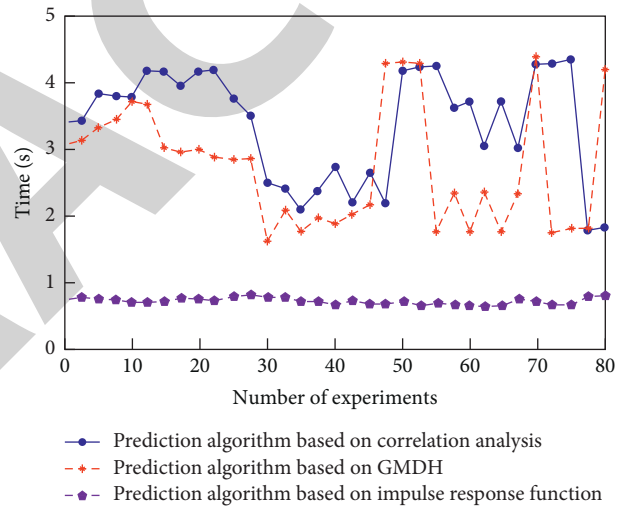 5
4
3
2
1
0
Time (s)
0 10 20 30 40 50 60 70 80
Number of experiments
Prediction algorithm based on correlation analysis
Prediction algorithm based on GMDH
Prediction algorithm based on impulse response function